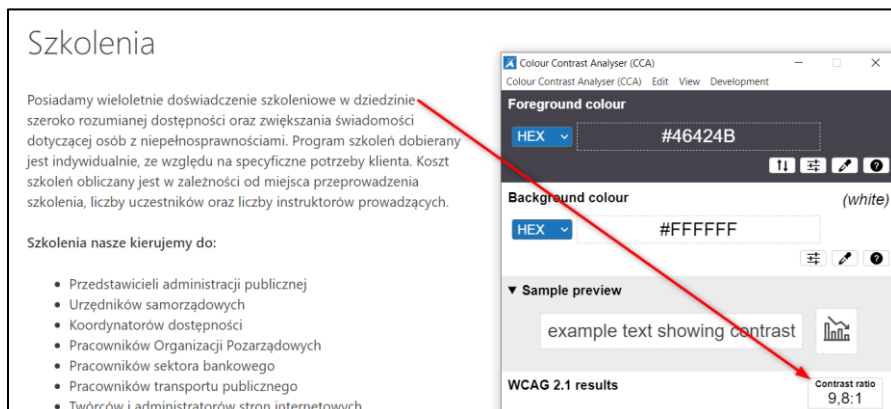 Szkolenia
Posiadamy wieloletnie doświadczenie szkoleniowe w dziedzinie
szeroko rozumianej dostępności oraz zwiększania świadomości
dotyczącej osób z niepełnosprawnościami. Program szkoleń dobierany
jest indywidualnie, ze względu na specyficzne potrzeby klienta. Koszt
szkoleń obliczany jest w zależności od miejsca przeprowadzenia
szkolenia, liczby uczestników oraz liczby instruktorów prowadzących.
Szkolenia nasze kierujemy do:
• Przedstawicieli administracji publicznej
• Urzędników samorządowych
• Koordynatorów dostępności
• Pracowników Organizacji Pozarządowych
• Pracowników sektora bankowego
• Pracowników transportu publicznego
• Twórców i administratorów stron internetowych
Colour Contrast Analyser (CCA)
Colour Contrast Analyser (CCA) Edit View Development
Foreground colour
HEX #46424B
Background colour (white)
HEX #FFFFFF
▼ Sample preview
example text showing contrast
WCAG 2.1 results
Contrast ratio
9,8:1